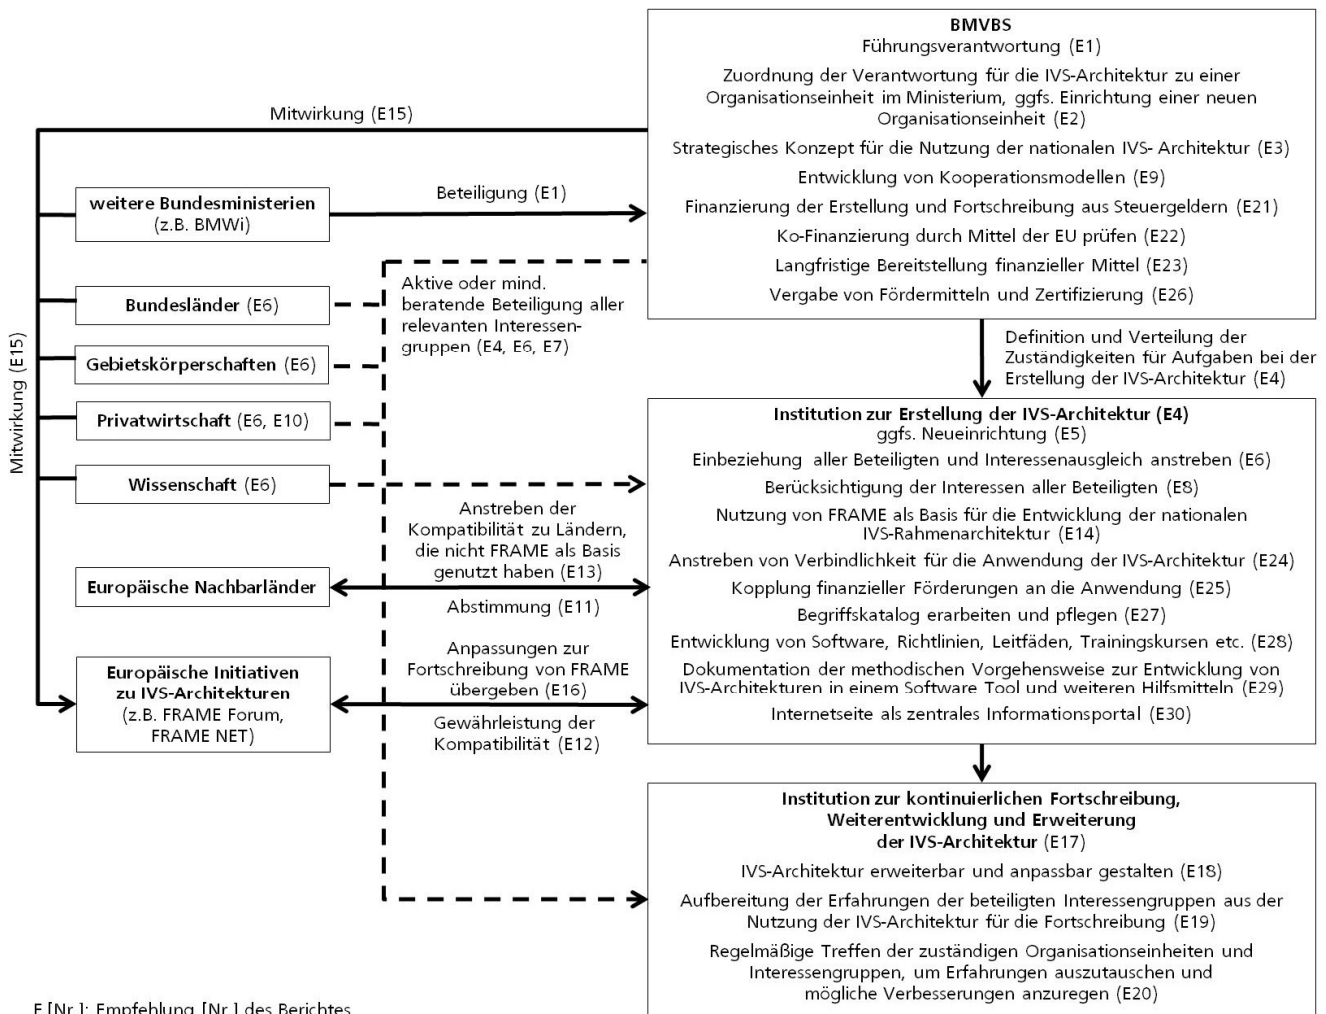 BMVBS
Führungsverantwortung (E1)
Zuordnung der Verantwortung für die IVS-Architektur zu einer
Organisationseinheit im Ministerium, ggfs. Einrichtung einer neuen
Organisationseinheit (E2)
Strategisches Konzept für die Nutzung der nationalen IVS- Architektur (E3)
Entwicklung von Kooperationsmodellen (E9)
Finanzierung der Erstellung und Fortschreibung aus Steuergeldern (E21)
Ko-Finanzierung durch Mittel der EU prüfen (E22)
Langfristige Bereitstellung finanzieller Mittel (E23)
Vergabe von Fördermitteln und Zertifizierung (E26)
Mitwirkung (E15)
Mitwirkung (E15)
weitere Bundesministerien
(z.B. BMWi)
Beteiligung (E1)
Bundesländer (E6)
Gebietskörperschaften (E6)
Privatwirtschaft (E6, E10)
Wissenschaft (E6)
Aktive oder mind.
beratende Beteiligung aller
relevanten Interessen-
gruppen (E4, E6, E7)
Definition und Verteilung der
Zuständigkeiten für Aufgaben bei der
Erstellung der IVS-Architektur (E4)
Institution zur Erstellung der IVS-Architektur (E4)
ggfs. Neueinrichtung (E5)
Einbeziehung aller Beteiligten und Interessenausgleich anstreben (E6)
Berücksichtigung der Interessen aller Beteiligten (E8)
Nutzung von FRAME als Basis für die Entwicklung der nationalen
IVS-Rahmenarchitektur (E14)
Anstreben von Verbindlichkeit für die Anwendung der IVS-Architektur (E24)
Kopplung finanzieller Förderungen an die Anwendung (E25)
Begriffskatalog erarbeiten und pflegen (E27)
Entwicklung von Software, Richtlinien, Leitfäden, Trainingskursen etc. (E28)
Dokumentation der methodischen Vorgehensweise zur Entwicklung von
IVS-Architekturen in einem Software Tool und weiteren Hilfsmitteln (E29)
Internetseite als zentrales Informationsportal (E30)
Anstreben der
Kompatibilität zu Ländern,
die nicht FRAME als Basis
genutzt haben (E13)
Europäische Nachbarländer
Abstimmung (E11)
Anpassungen zur
Fortschreibung von FRAME
übergeben (E16)
Europäische Initiativen
zu IVS-Architekturen
(z.B. FRAME Forum,
FRAME NET)
Gewährleistung der
Kompatibilität (E12)
Institution zur kontinuierlichen Fortschreibung,
Weiterentwicklung und Erweiterung
der IVS-Architektur (E17)
IVS-Architektur erweiterbar und anpassbar gestalten (E18)
Aufbereitung der Erfahrungen der beteiligten Interessengruppen aus der
Nutzung der IVS-Architektur für die Fortschreibung (E19)
Regelmäßige Treffen der zuständigen Organisationseinheiten und
Interessengruppen, um Erfahrungen auszutauschen und
mögliche Verbesserungen anzuregen (E20)
E [Nr.]: Empfehlung [Nr.] des Berichtes